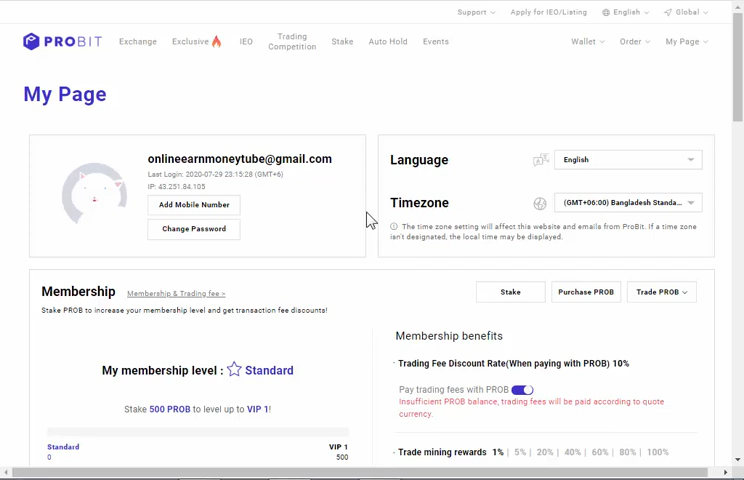 Support Apply for IEO/Listing English Global
PROBIT Exchange Exclusive IEO Trading Competition Stake Auto Hold Events Wallet Order My Page
My Page
onlineearnmoneytube@gmail.com
Last Login: 2020-07-29 23:15:28 (GMT+6)
IP: 43.251.84.105
Add Mobile Number
Change Password
Language English
Timezone (GMT+06:00) Bangladesh Standa...
The time zone setting will affect this website and emails from ProBit. If a time zone
isn't designated, the local time may be displayed.
Membership Membership & Trading fee > Stake Purchase PROB Trade PROB
Stake PROB to increase your membership level and get transaction fee discounts!
My membership level : Standard
Stake 500 PROB to level up to VIP 1!
Standard VIP 1
0 500
Membership benefits
· Trading Fee Discount Rate(When paying with PROB) 10%
Pay trading fees with PROB
Insufficient PROB balance, trading fees will be paid according to quote
currency.
· Trade mining rewards 1% | 5% | 20% | 40% | 60% | 80% | 100%